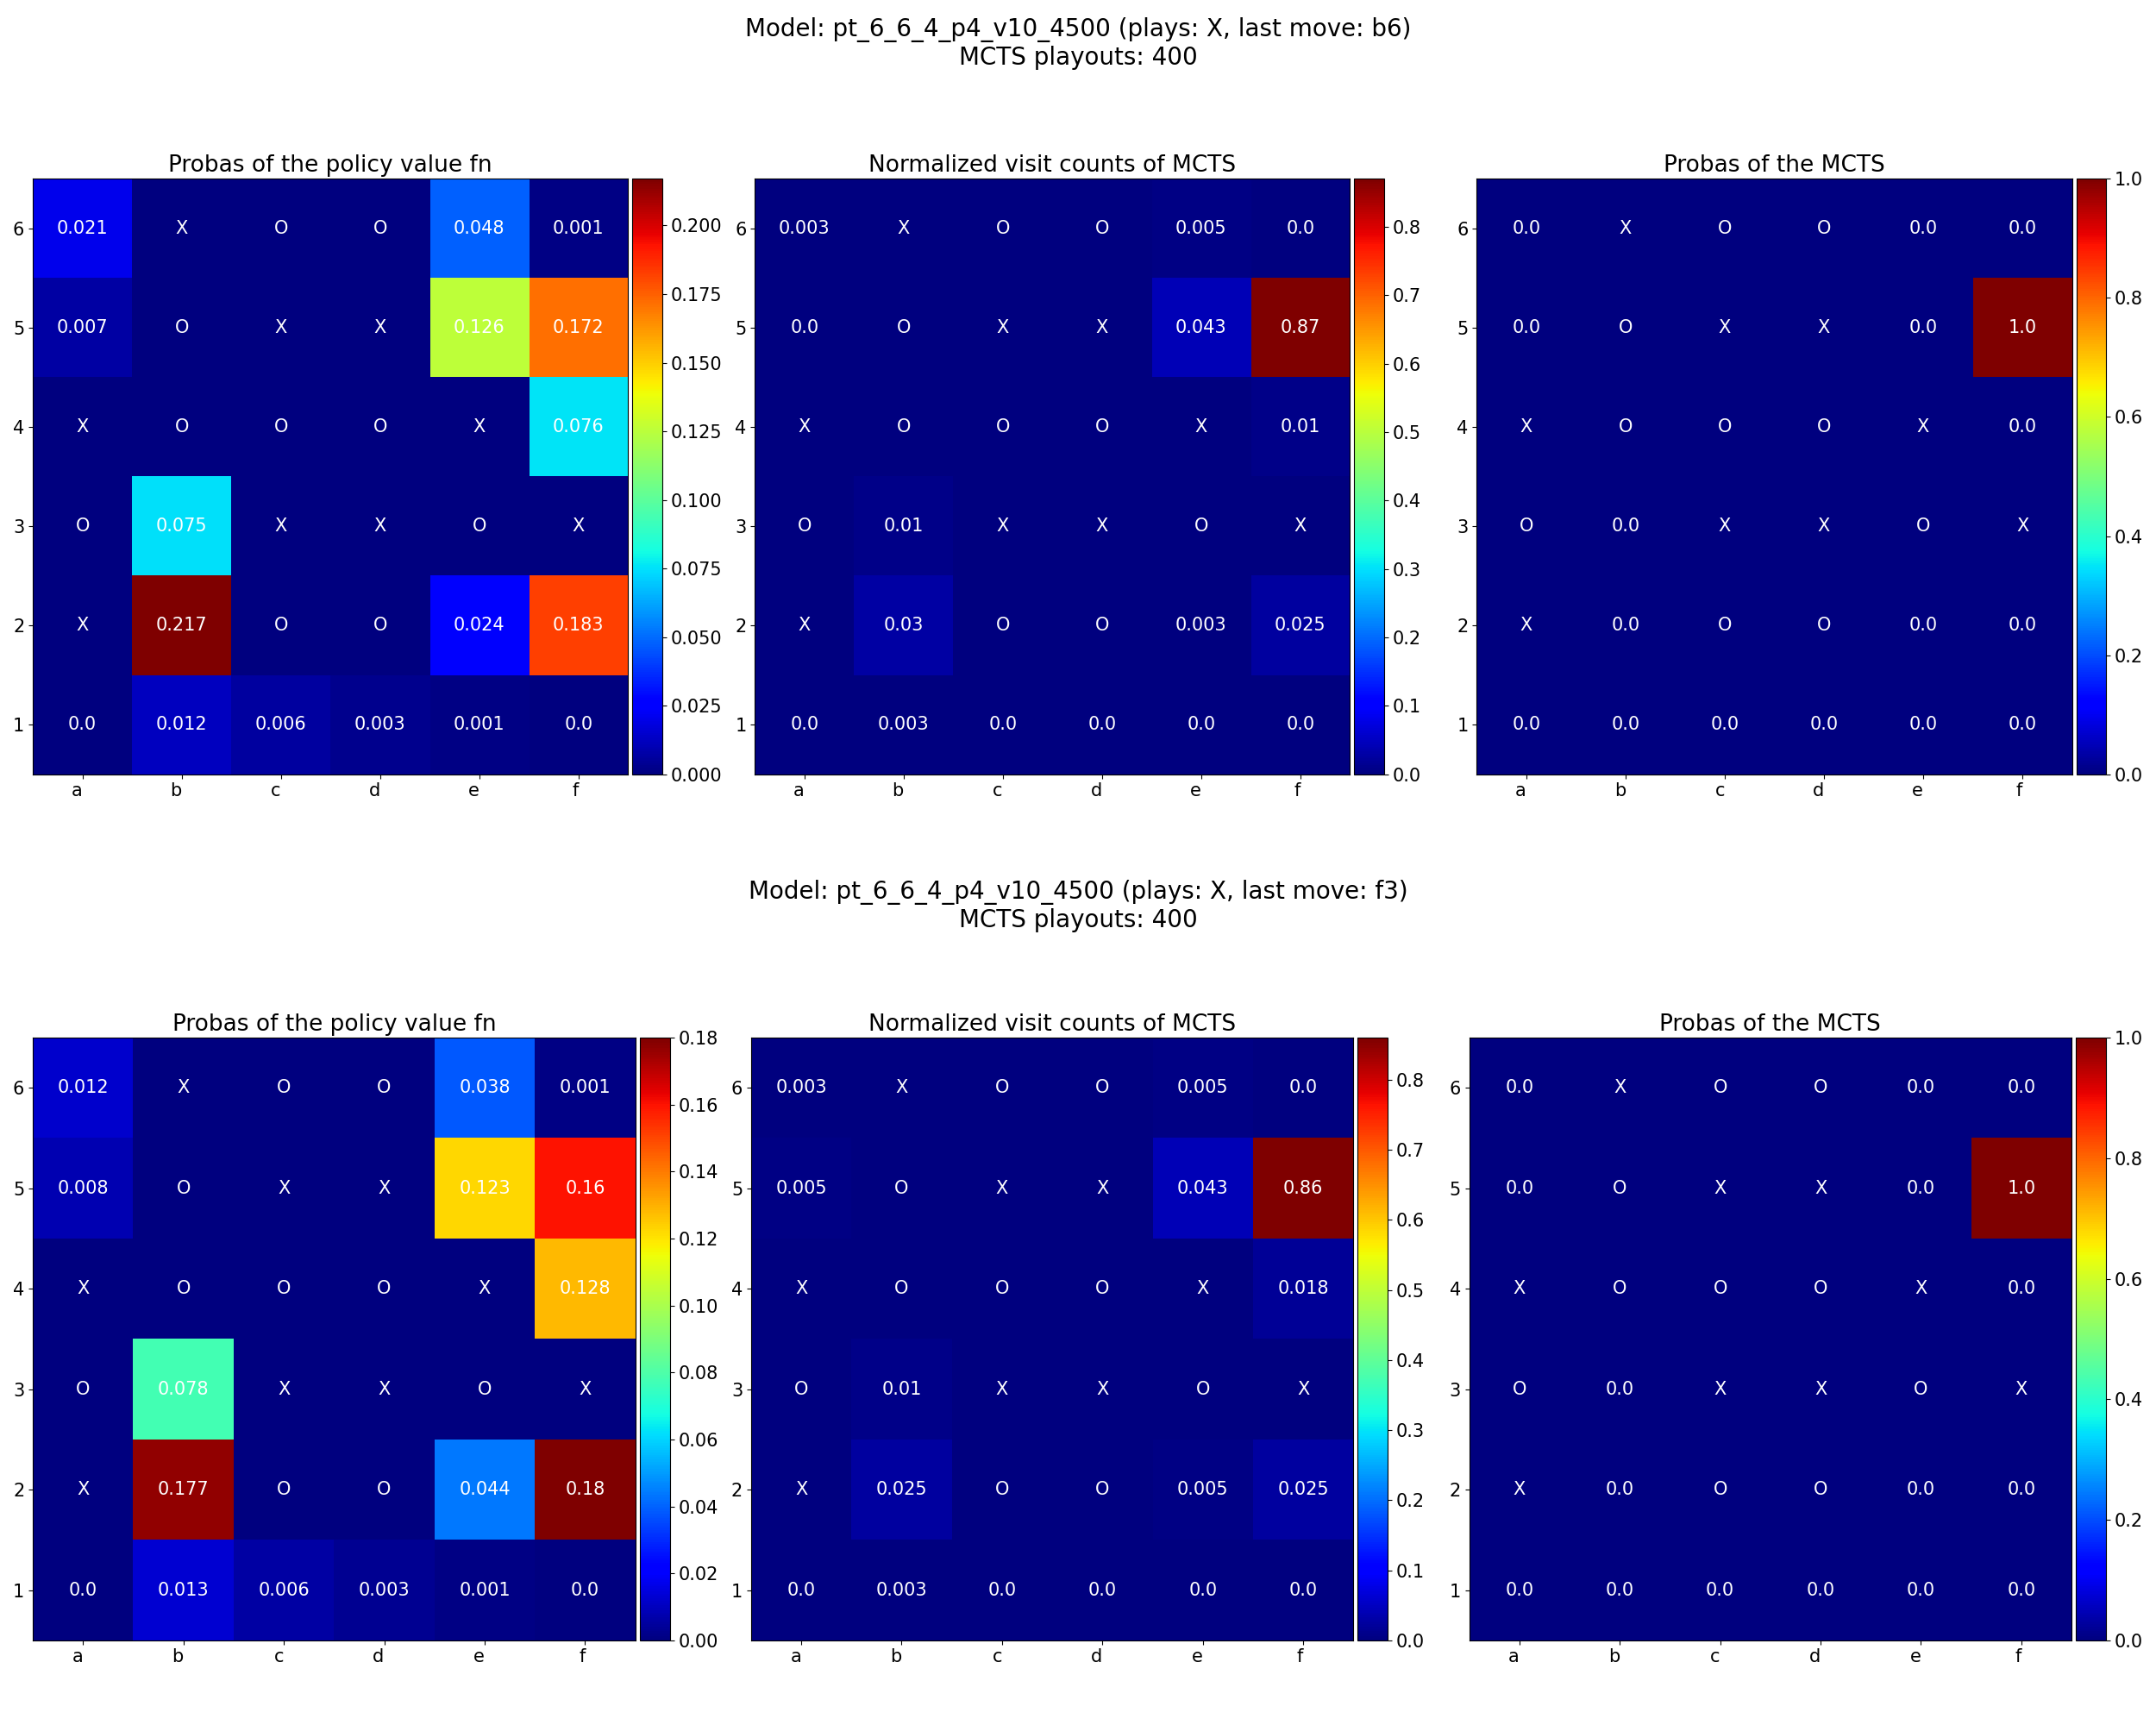 Model: pt_6_6_4_p4_v10_4500 (plays: X, last move: b6)
MCTS playouts: 400
Probas of the policy value fn
6 0.021 X O O 0.048 0.001
5 0.007 O X X 0.126 0.172
4 X O O O X 0.076
3 O 0.075 X X O X
2 X 0.217 O O 0.024 0.183
1 0.0 0.012 0.006 0.003 0.001 0.0
a b c d e f
0.200
0.175
0.150
0.125
0.100
0.075
0.050
0.025
0.000
Normalized visit counts of MCTS
6 0.003 X O O 0.005 0.0
5 0.0 O X X 0.043 0.87
4 X O O O X 0.01
3 O 0.01 X X O X
2 X 0.03 O O 0.003 0.025
1 0.0 0.003 0.0 0.0 0.0 0.0
a b c d e f
0.8
0.7
0.6
0.5
0.4
0.3
0.2
0.1
0.0
Probas of the MCTS
6 0.0 X O O 0.0 0.0
5 0.0 O X X 0.0 1.0
4 X O O O X 0.0
3 O 0.0 X X O X
2 X 0.0 O O 0.0 0.0
1 0.0 0.0 0.0 0.0 0.0 0.0
a b c d e f
1.0
0.8
0.6
0.4
0.2
0.0
Model: pt_6_6_4_p4_v10_4500 (plays: X, last move: f3)
MCTS playouts: 400
Probas of the policy value fn
6 0.012 X O O 0.038 0.001
5 0.008 O X X 0.123 0.16
4 X O O O X 0.128
3 O 0.078 X X O X
2 X 0.177 O O 0.044 0.18
1 0.0 0.013 0.006 0.003 0.001 0.0
a b c d e f
0.18
0.16
0.14
0.12
0.10
0.08
0.06
0.04
0.02
0.00
Normalized visit counts of MCTS
6 0.003 X O O 0.005 0.0
5 0.005 O X X 0.043 0.86
4 X O O O X 0.018
3 O 0.01 X X O X
2 X 0.025 O O 0.005 0.025
1 0.0 0.003 0.0 0.0 0.0 0.0
a b c d e f
0.8
0.7
0.6
0.5
0.4
0.3
0.2
0.1
0.0
Probas of the MCTS
6 0.0 X O O 0.0 0.0
5 0.0 O X X 0.0 1.0
4 X O O O X 0.0
3 O 0.0 X X O X
2 X 0.0 O O 0.0 0.0
1 0.0 0.0 0.0 0.0 0.0 0.0
a b c d e f
1.0
0.8
0.6
0.4
0.2
0.0